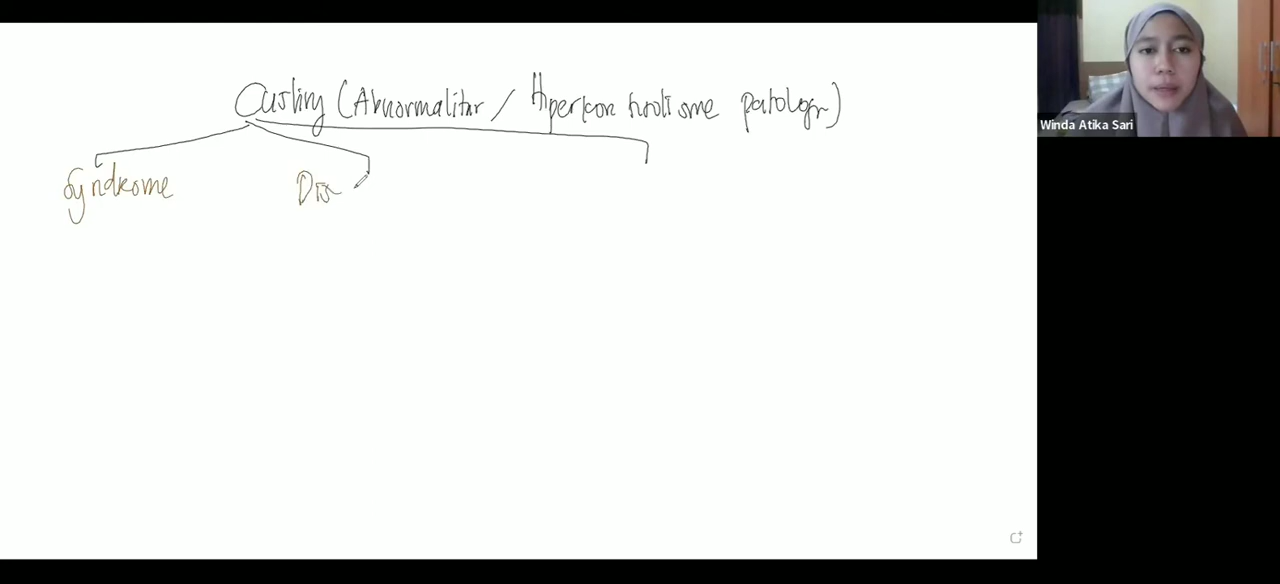 Cushing (Abnormalitas / Hiperkortisolisme patologi)
Winda Atika Sari
Syndrome Dis